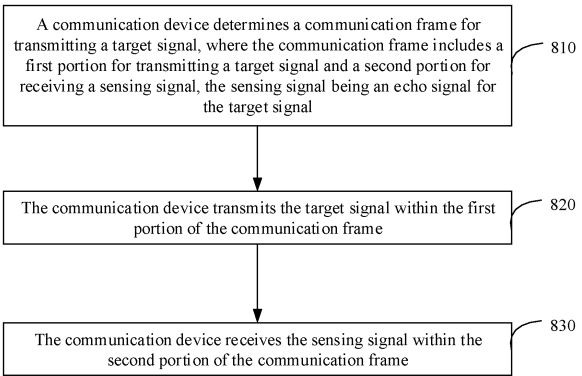 A communication device determines a communication frame for
transmitting a target signal, where the communication frame includes a
first portion for transmitting a target signal and a second portion for
receiving a sensing signal, the sensing signal being an echo signal for
the target signal
810
The communication device transmits the target signal within the first
portion of the communication frame
820
The communication device receives the sensing signal within the
second portion of the communication frame
830